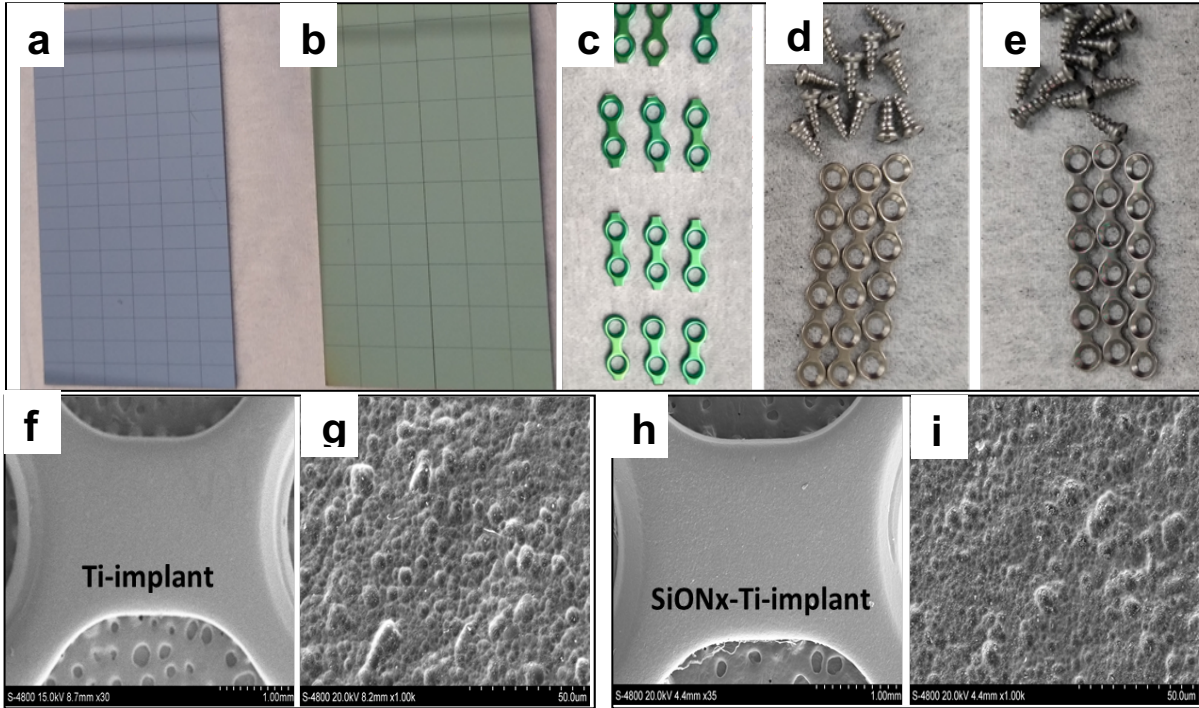 a
b
c
d
e
f
g
h
i
Ti-implant
SiONx-Ti-implant
S-4800 15.0kV 8.7mm x30
1.00mm
S-4800 20.0kV 8.2mm x1.00k
50.0um
S-4800 20.0kV 4.4mm x35
1.00mm
S-4800 20.0kV 4.4mm x1.00k
50.0um